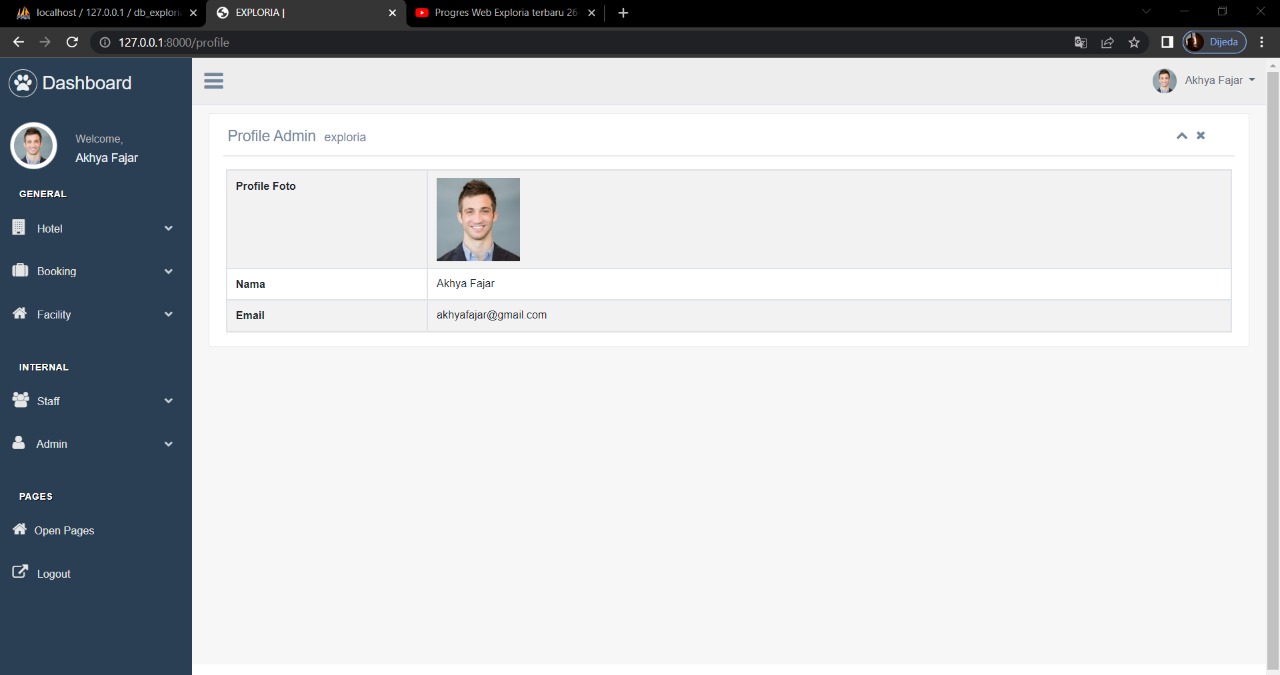 localhost / 127.0.0.1 / db_explori
EXPLORIA |
Progres Web Exploria terbaru 26
127.0.0.1:8000/profile
Dijeda
Dashboard
Akhya Fajar
Welcome,
Akhya Fajar
Profile Admin exploria
GENERAL
Hotel
Booking
Facility
INTERNAL
Staff
Admin
PAGES
Open Pages
Logout
Profile Foto
Nama Akhya Fajar
Email akhyafajar@gmail.com